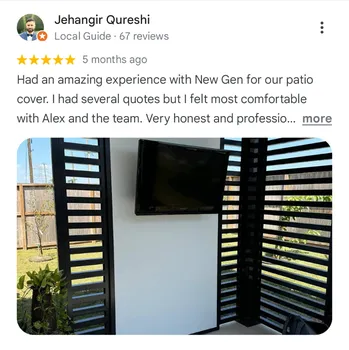 Jehangir Qureshi
Local Guide · 67 reviews
5 months ago
Had an amazing experience with New Gen for our patio
cover. I had several quotes but I felt most comfortable
with Alex and the team. Very honest and professio... more